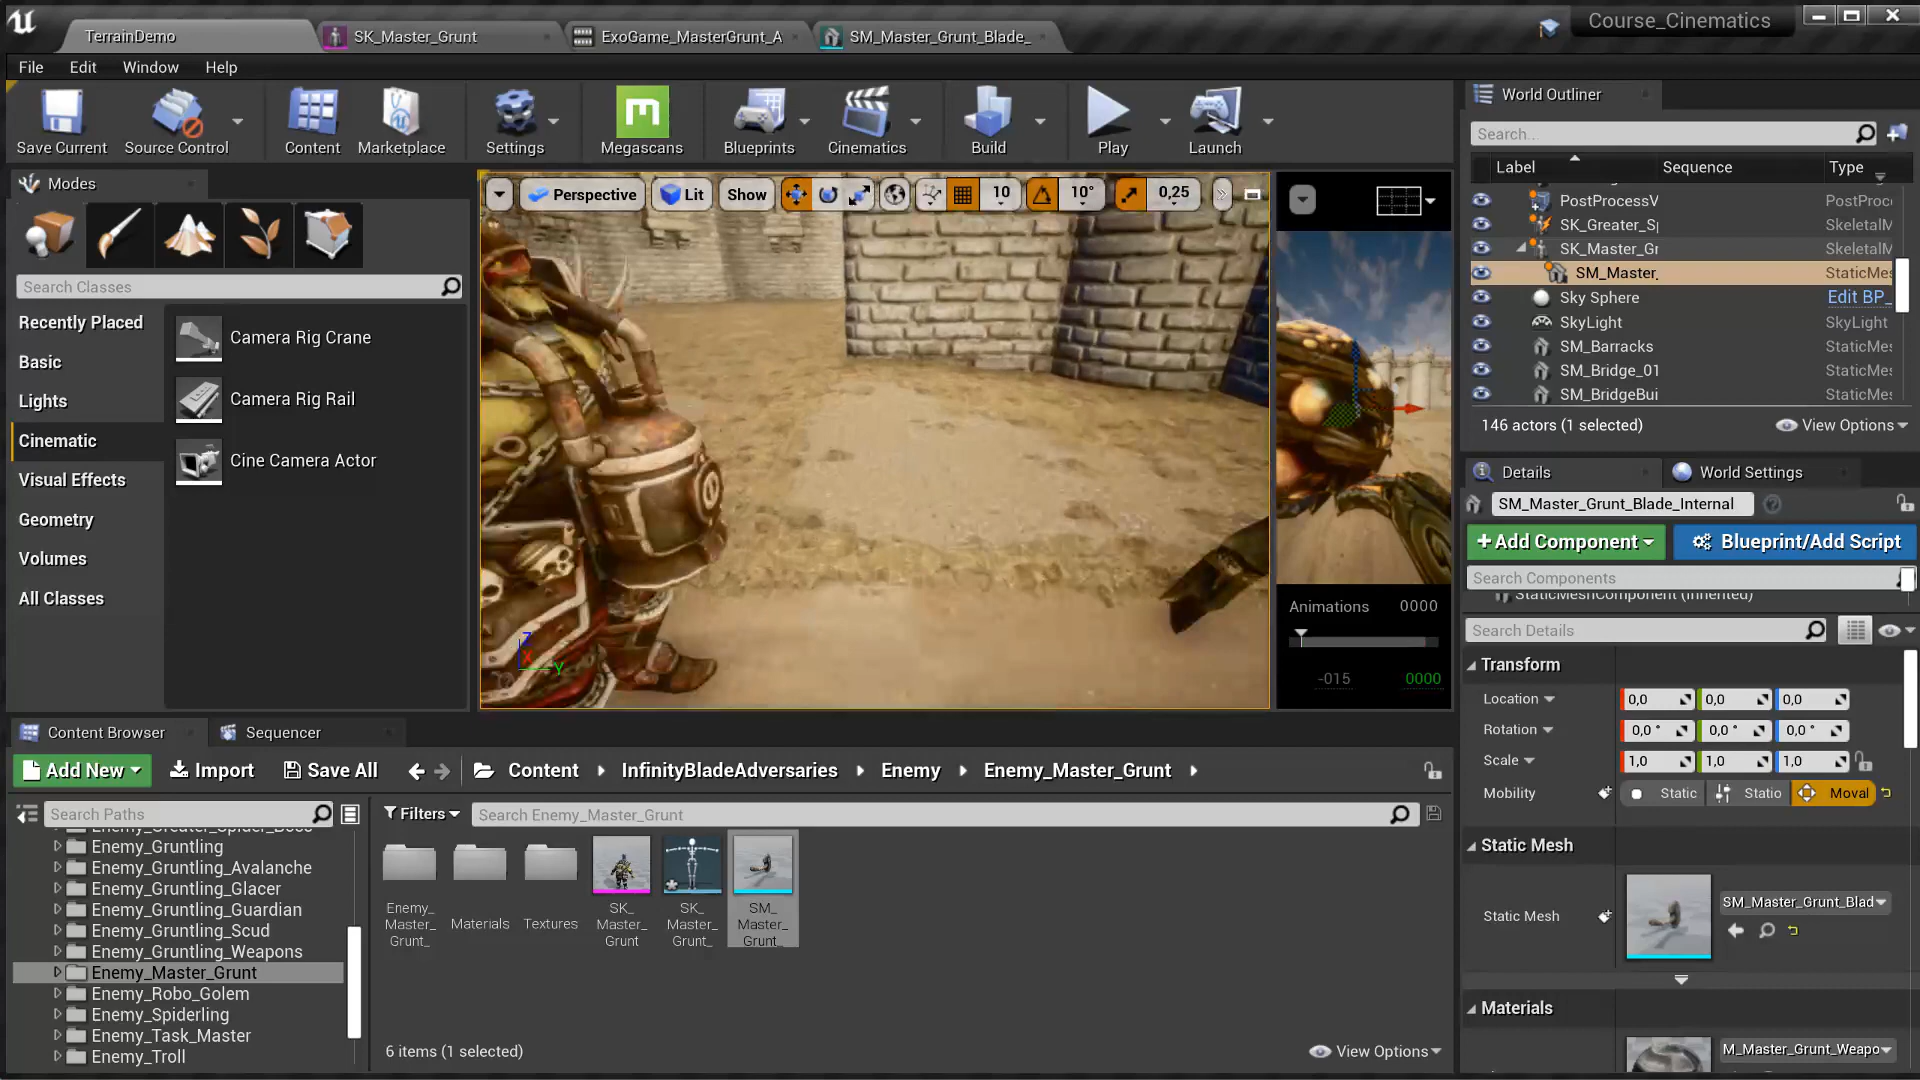 TerrainDemo
SK_Master_Grunt
ExoGame_MasterGrunt_A
SM_Master_Grunt_Blade_
Course_Cinematics
File
Edit
Window
Help
Save Current
Source Control
Content
Marketplace
Settings
Megascans
Blueprints
Cinematics
Build
Play
Launch
World Outliner
Search...
Label
Sequence
Type
PostProcessV
PostProc
SK_Greater_Sp
SkeletalM
SK_Master_Gr
SkeletalM
SM_Master_
StaticMes
Sky Sphere
Edit BP_
SkyLight
SkyLight
SM_Barracks
StaticMes
SM_Bridge_01
StaticMes
SM_BridgeBui
StaticMes
146 actors (1 selected)
View Options
Modes
Search Classes
Recently Placed
Basic
Lights
Cinematic
Visual Effects
Geometry
Volumes
All Classes
Camera Rig Crane
Camera Rig Rail
Cine Camera Actor
Perspective
Lit
Show
10
10°
0,25
Z
X
Y
Animations
0000
-015
0000
Details
World Settings
SM_Master_Grunt_Blade_Internal
+Add Component
Blueprint/Add Script
Search Components
StaticMeshComponent (Inherited)
Search Details
Transform
Location
0,0
0,0
0,0
Rotation
0,0 °
0,0 °
0,0 °
Scale
1,0
1,0
1,0
Mobility
Static
Statio
Moval
Static Mesh
Static Mesh
SM_Master_Grunt_Blad
Materials
M_Master_Grunt_Weapo
Content Browser
Sequencer
Add New
Import
Save All
Content
InfinityBladeAdversaries
Enemy
Enemy_Master_Grunt
Search Paths
Filters
Search Enemy_Master_Grunt
Enemy_Greater_Spider_Boss
Enemy_Gruntling
Enemy_Gruntling_Avalanche
Enemy_Gruntling_Glacer
Enemy_Gruntling_Guardian
Enemy_Gruntling_Scud
Enemy_Gruntling_Weapons
Enemy_Master_Grunt
Enemy_Robo_Golem
Enemy_Spiderling
Enemy_Task_Master
Enemy_Troll
Enemy_
Master_
Grunt_
Materials
Textures
SK_
Master_
Grunt
SK_
Master_
Grunt_
SM_
Master_
Grunt_
6 items (1 selected)
View Options